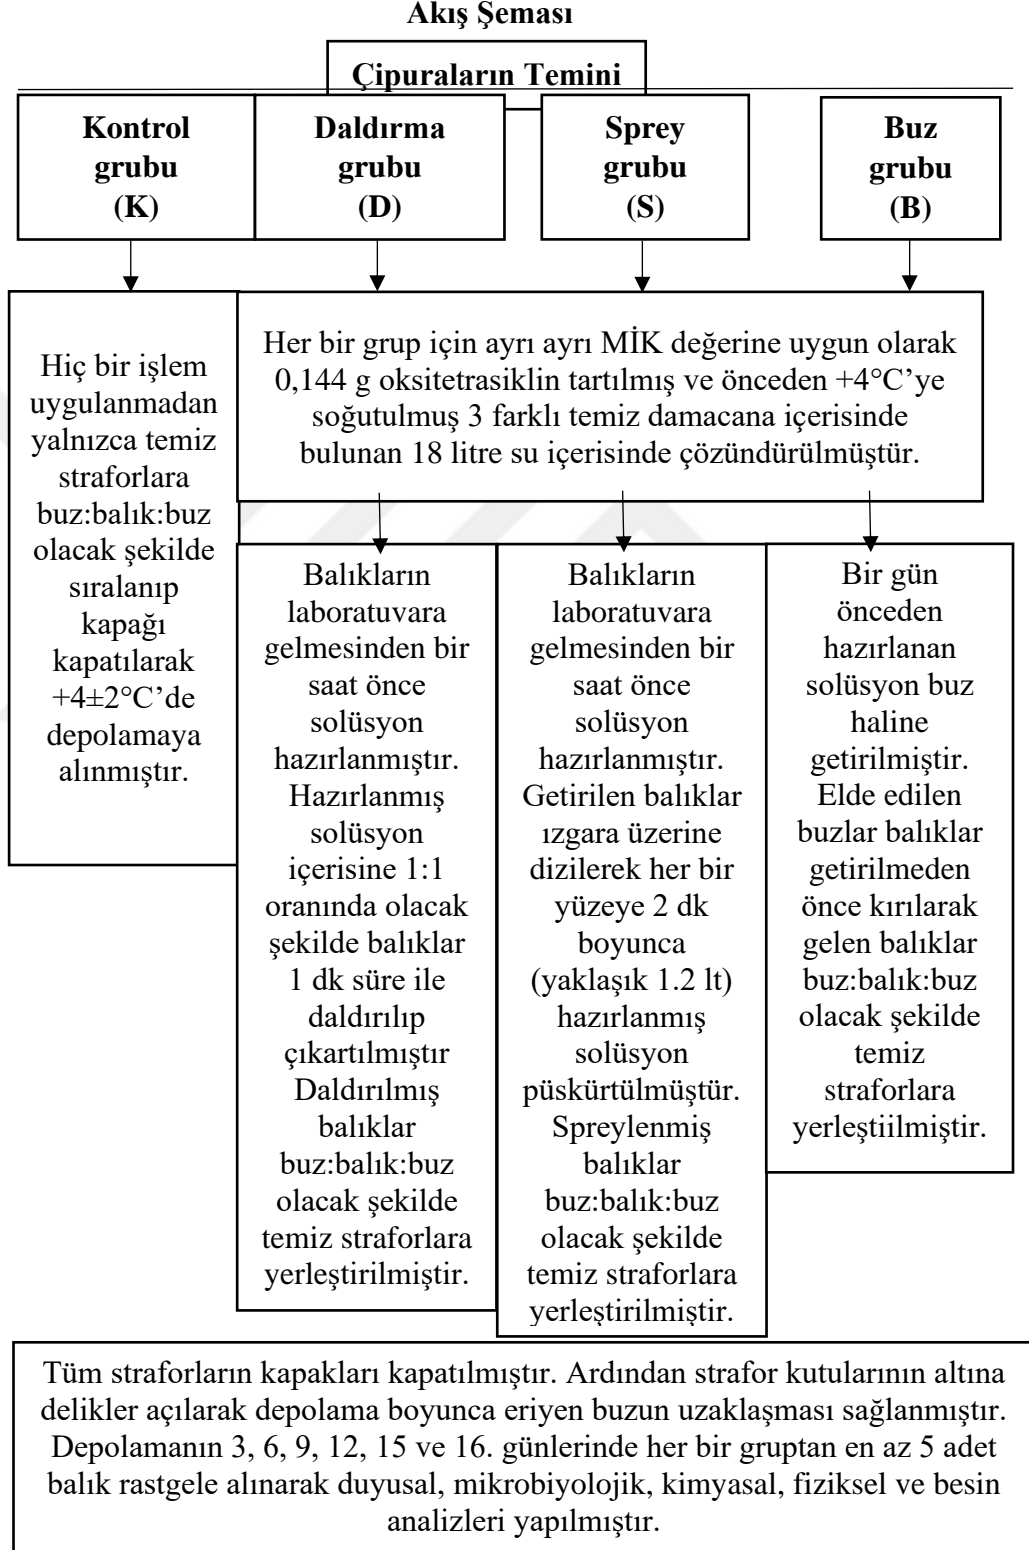 Akış Şeması
Çipuraların Temini
Kontrol
grubu
(K)
Daldırma
grubu
(D)
Sprey
grubu
(S)
Buz
grubu
(B)
Hiç bir işlem
uygulanmadan
yalnızca temiz
straforlara
buz:balık:buz
olacak şekilde
sıralanıp
kapağı
kapatılarak
+4±2°C’de
depolamaya
alınmıştır.
Her bir grup için ayrı ayrı MİK değerine uygun olarak
0,144 g oksitetrasiklin tartılmış ve önceden +4°C’ye
soğutulmuş 3 farklı temiz damacana içerisinde
bulunan 18 litre su içerisinde çözündürülmüştür.
Balıkların
laboratuvara
gelmesinden bir
saat önce
solüsyon
hazırlanmıştır.
Hazırlanmış
solüsyon
içerisine 1:1
oranında olacak
şekilde balıklar
1 dk süre ile
daldırılıp
çıkartılmıştır
Daldırılmış
balıklar
buz:balık:buz
olacak şekilde
temiz straforlara
yerleştirilmiştir.
Balıkların
laboratuvara
gelmesinden bir
saat önce
solüsyon
hazırlanmıştır.
Getirilen balıklar
ızgara üzerine
dizilerek her bir
yüzeye 2 dk
boyunca
(yaklaşık 1.2 lt)
hazırlanmış
solüsyon
püskürtülmüştür.
Spreylenmiş
balıklar
buz:balık:buz
olacak şekilde
temiz straforlara
yerleştirilmiştir.
Bir gün
önceden
hazırlanan
solüsyon buz
haline
getirilmiştir.
Elde edilen
buzlar balıklar
getirilmeden
önce kırılarak
gelen balıklar
buz:balık:buz
olacak şekilde
temiz
straforlara
yerleştiilmiştir.
Tüm straforların kapakları kapatılmıştır. Ardından strafor kutularının altına
delikler açılarak depolama boyunca eriyen buzun uzaklaşması sağlanmıştır.
Depolamanın 3, 6, 9, 12, 15 ve 16. günlerinde her bir gruptan en az 5 adet
balık rastgele alınarak duyusal, mikrobiyolojik, kimyasal, fiziksel ve besin
analizleri yapılmıştır.